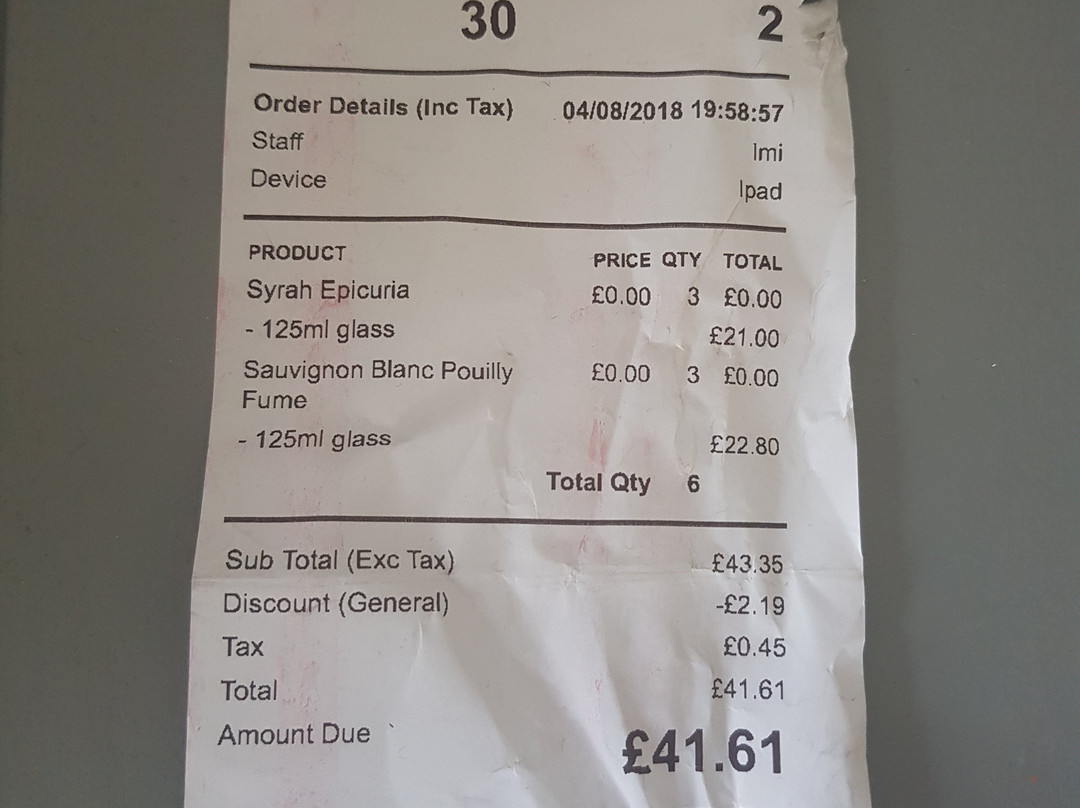 30 2
Order Details (Inc Tax) 04/08/2018 19:58:57
Staff Imi
Device Ipad
PRODUCT PRICE QTY TOTAL
Syrah Epicuria £0.00 3 £0.00
- 125ml glass £21.00
Sauvignon Blanc Pouilly £0.00 3 £0.00
Fume
- 125ml glass £22.80
Total Qty 6
Sub Total (Exc Tax) £43.35
Discount (General) -£2.19
Tax £0.45
Total £41.61
Amount Due £41.61